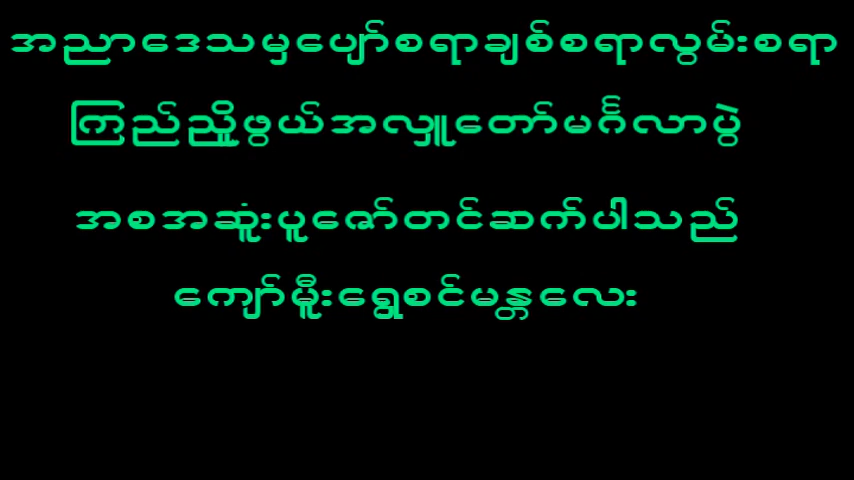 အညာဒေသမှပျော်စရာချစ်စရာလွမ်းစရာ
ကြည်ညိူဖွယ်အလှူတော်မင်္ဂလာပွဲ
အစအဆူံးပူဇော်တင်ဆက်ပါသည်
ကျော်မိူးရွှေစင်မန္တလေး